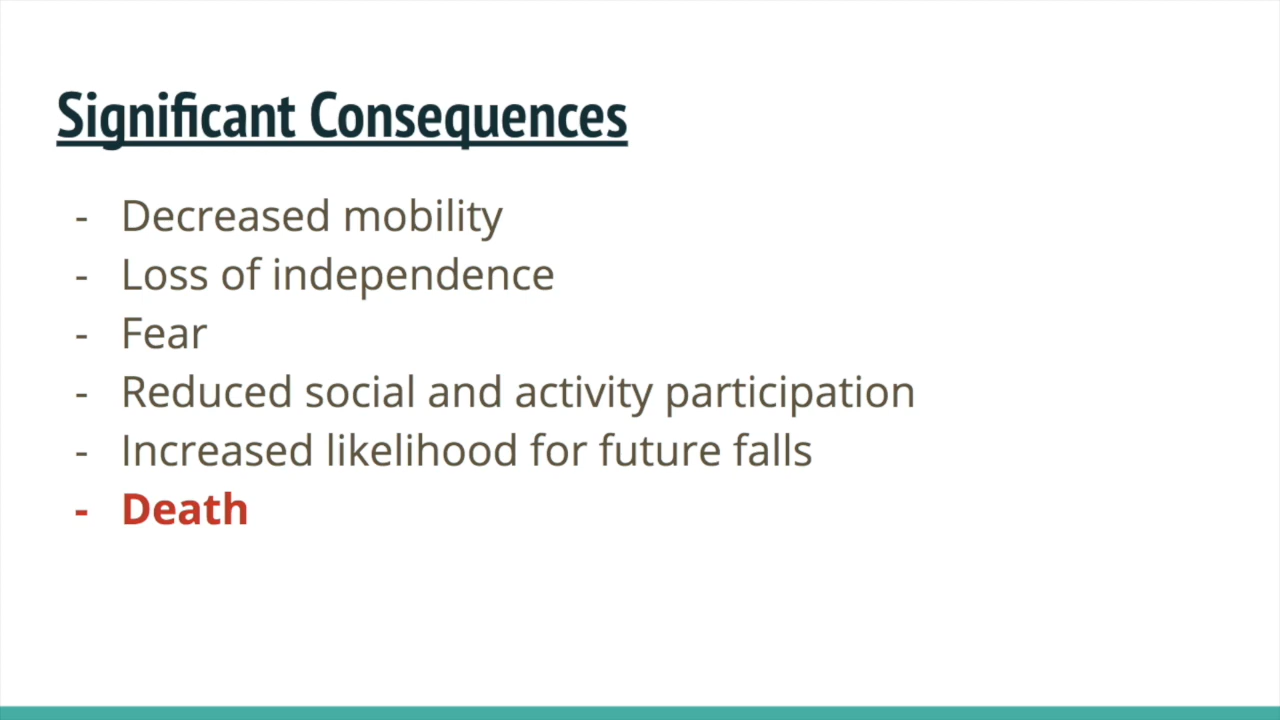 Significant Consequences
- Decreased mobility
- Loss of independence
- Fear
- Reduced social and activity participation
- Increased likelihood for future falls
- Death